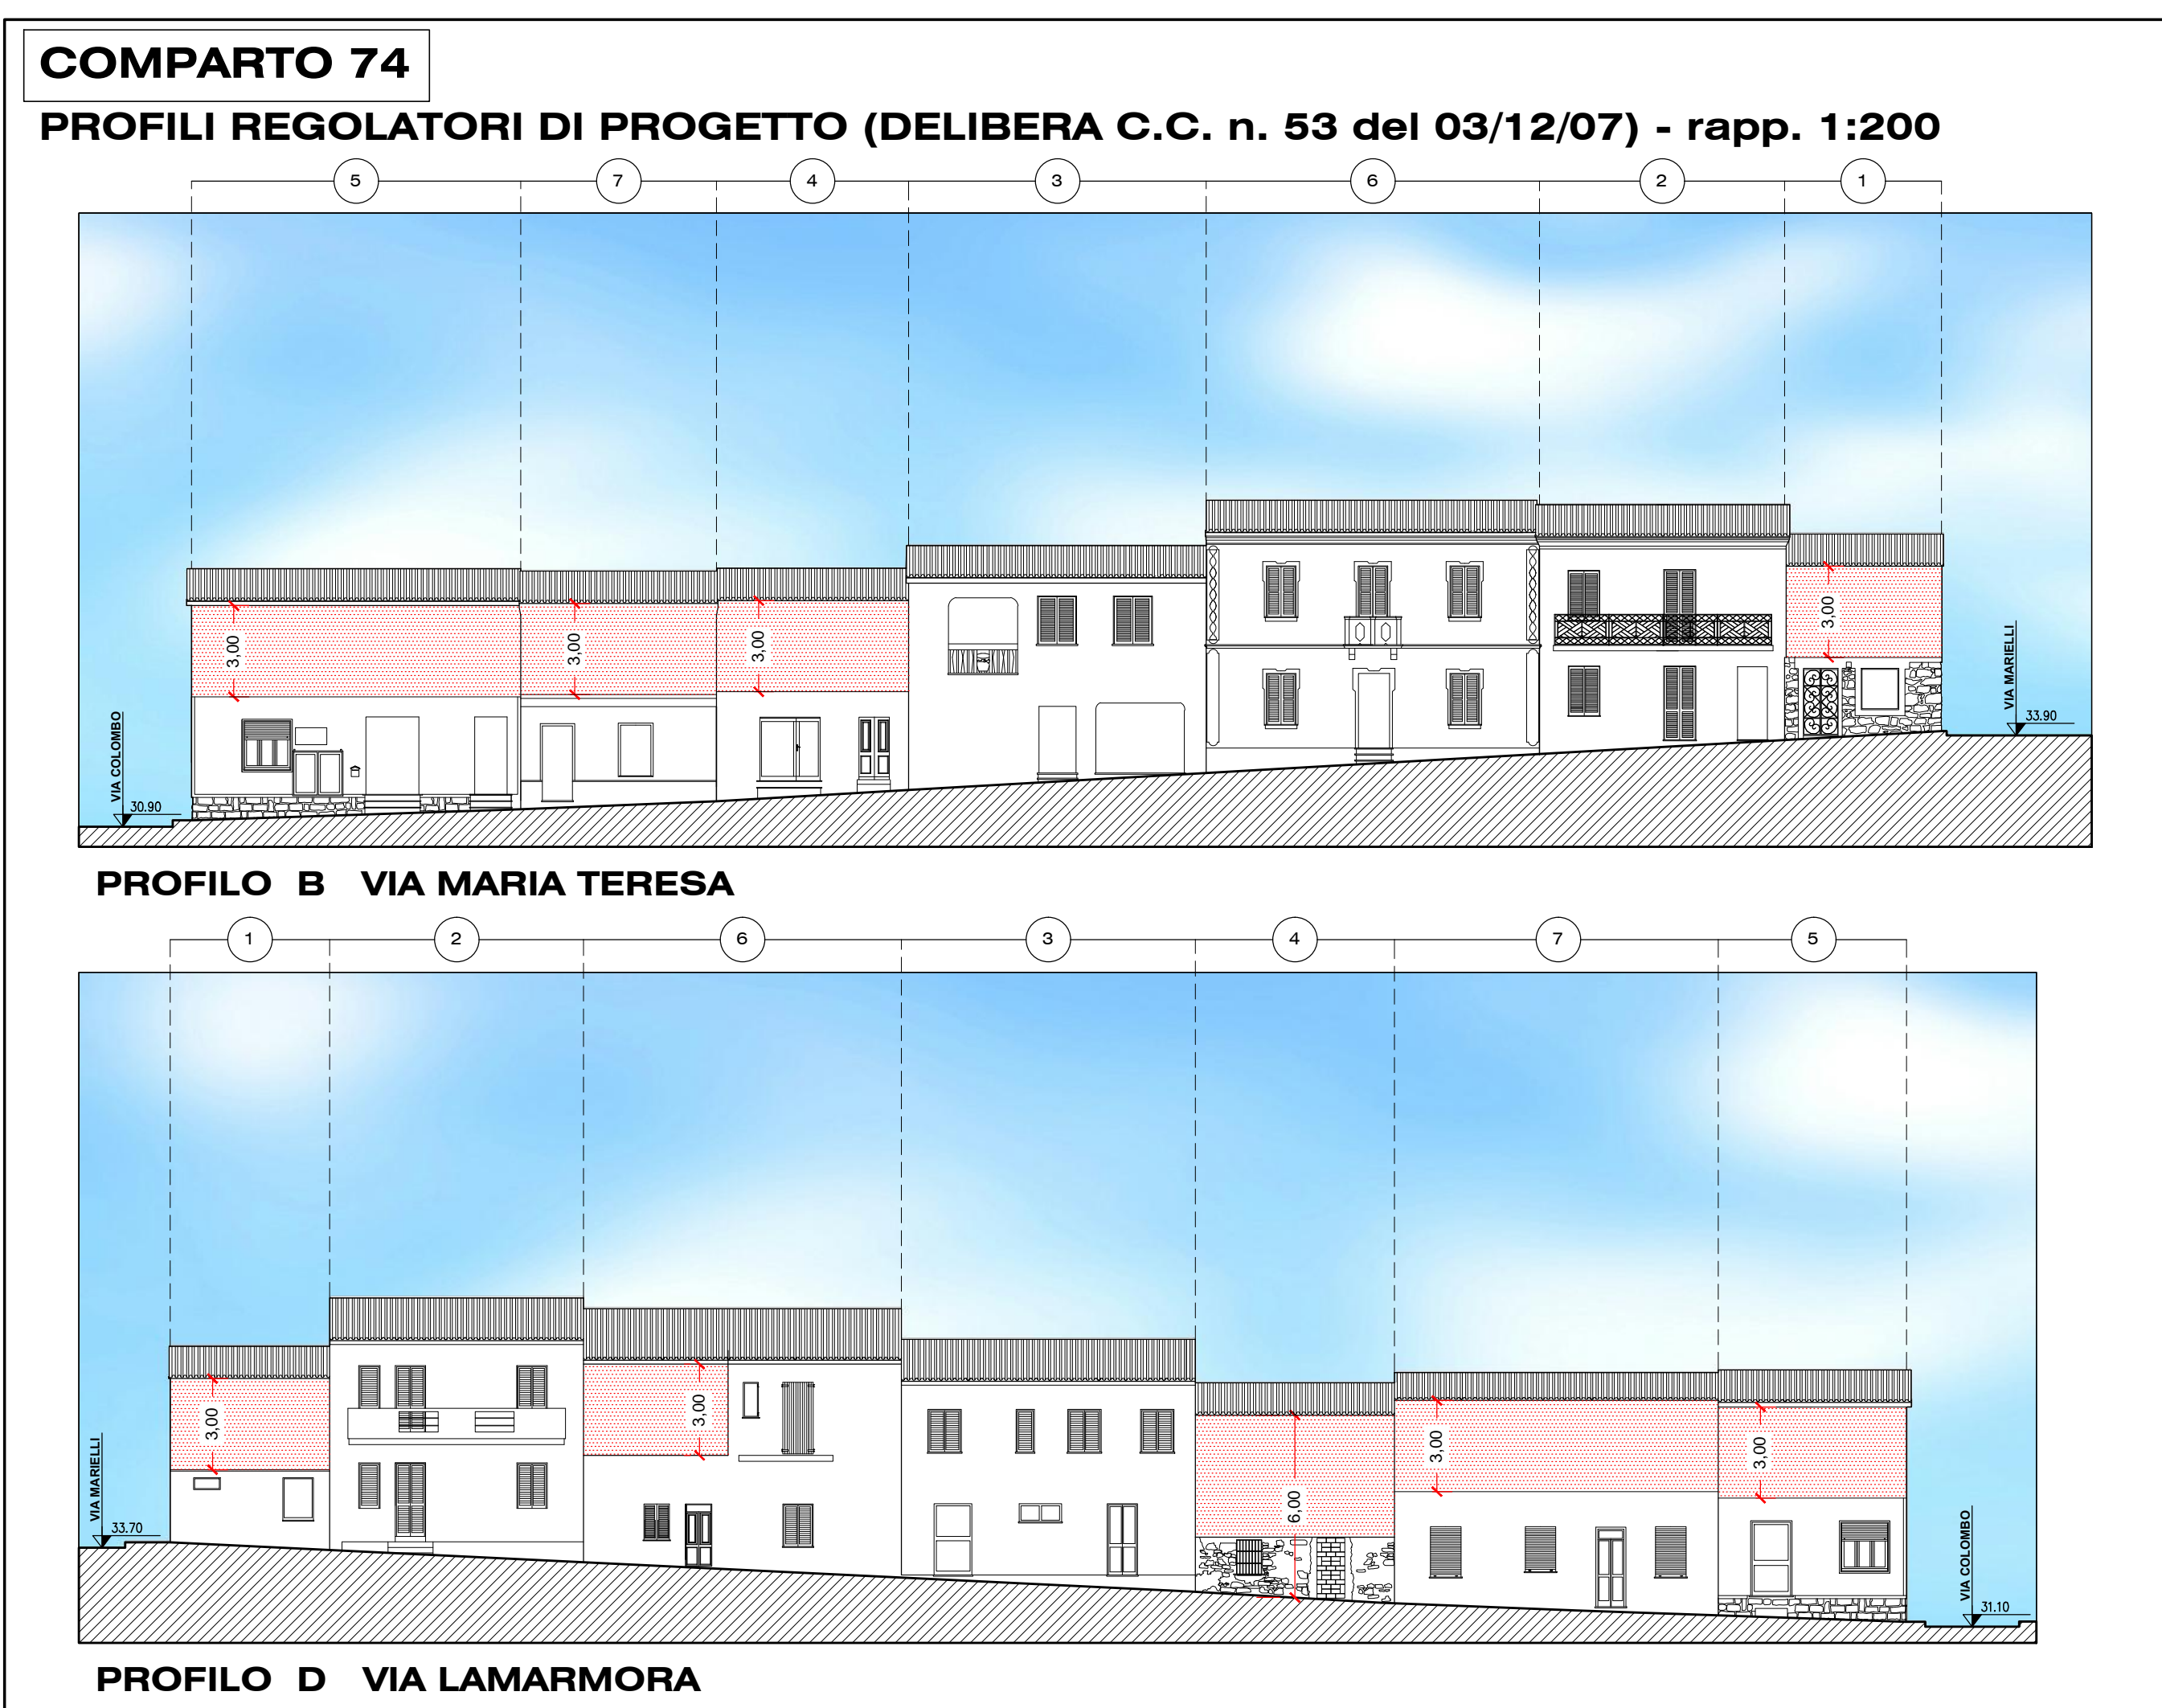 COMPARTO 74
PROFILI REGOLATORI DI PROGETTO (DELIBERA C.C. n. 53 del 03/12/07) - rapp. 1:200
5 7 4 3 6 2 1
3,00 3,00 3,00 3,00
VIA COLOMBO
30.90
VIA MARIELLI
33.90
PROFILO B VIA MARIA TERESA
1 2 6 3 4 7 5
3,00 3,00 6,00 3,00 3,00
VIA MARIELLI
33.70
VIA COLOMBO
31.10
PROFILO D VIA LAMARMORA